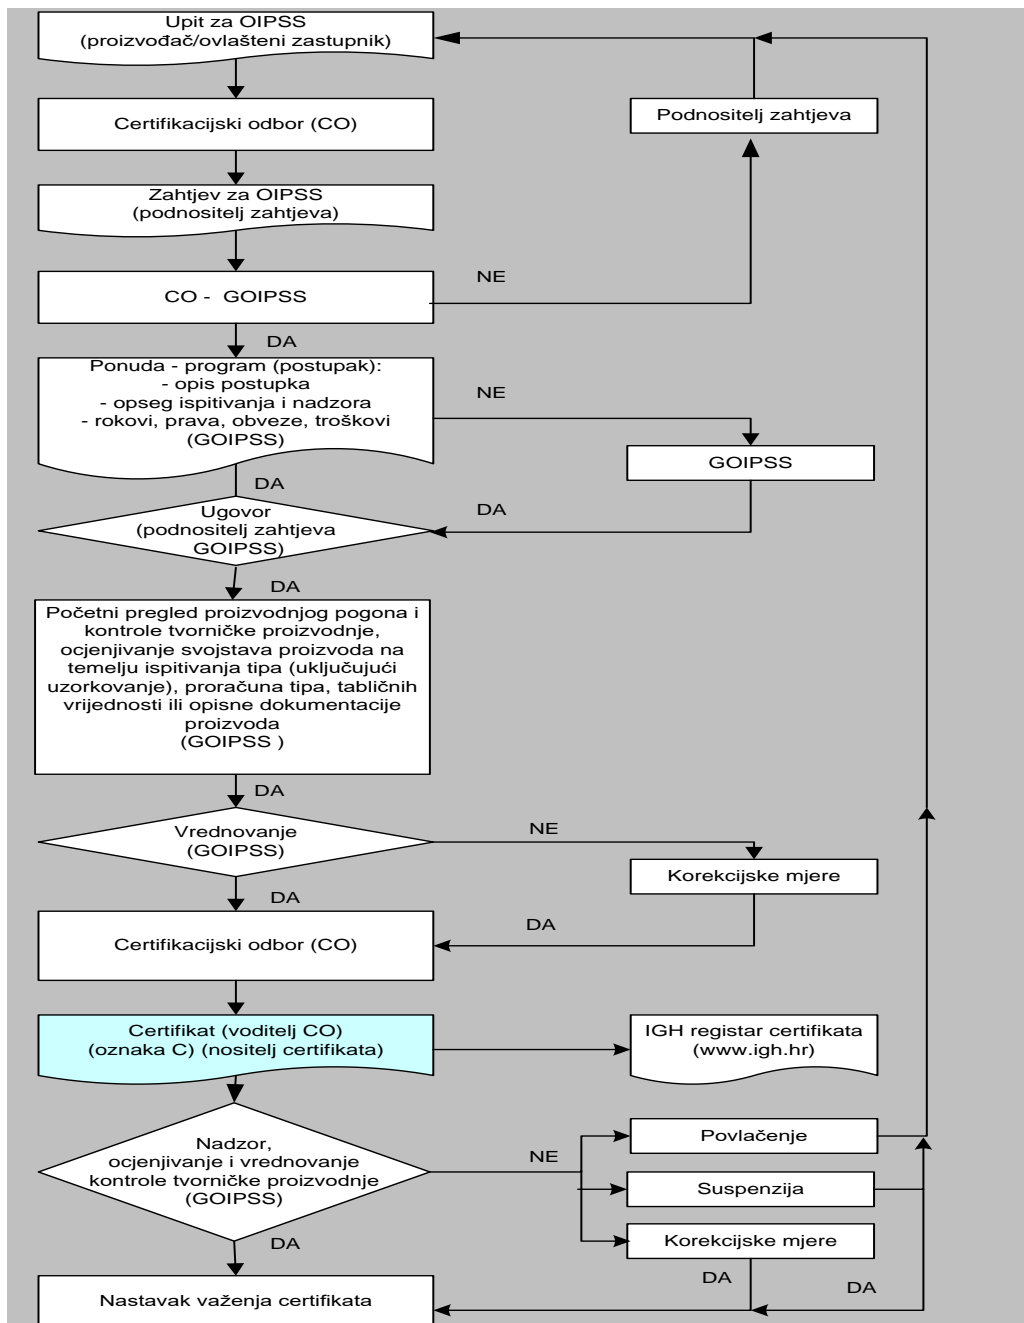 Upit za OIPSS
(proizvođač/ovlašteni zastupnik)
Certifikacijski odbor (CO)
Podnositelj zahtjeva
Zahtjev za OIPSS
(podnositelj zahtjeva)
CO - GOIPSS
NE
DA
Ponuda - program (postupak):
- opis postupka
- opseg ispitivanja i nadzora
- rokovi, prava, obveze, troškovi
(GOIPSS)
NE
GOIPSS
DA
DA
Ugovor
(podnositelj zahtjeva
GOIPSS)
DA
Početni pregled proizvodnjog pogona i
kontrole tvorničke proizvodnje,
ocjenjivanje svojstava proizvoda na
temelju ispitivanja tipa (uključujući
uzorkovanje), proračuna tipa, tabličnih
vrijednosti ili opisne dokumentacije
proizvoda
(GOIPSS )
DA
Vrednovanje
(GOIPSS)
NE
Korekcijske mjere
DA
DA
Certifikacijski odbor (CO)
Certifikat (voditelj CO)
(oznaka C) (nositelj certifikata)
IGH registar certifikata
(www.igh.hr)
Nadzor,
ocjenjivanje i vrednovanje
kontrole tvorničke proizvodnje
(GOIPSS)
NE
Povlačenje
Suspenzija
Korekcijske mjere
DA
DA
DA
Nastavak važenja certifikata